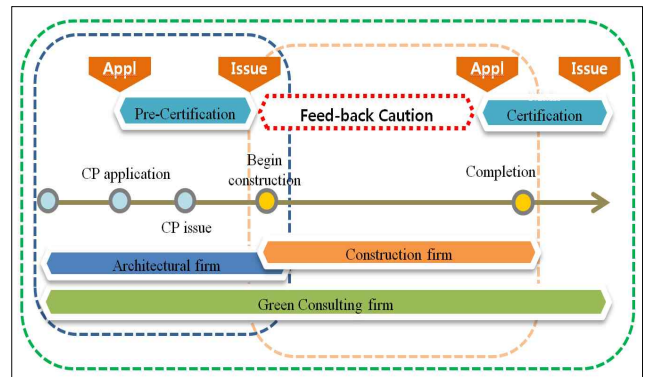 Appl
Issue
Appl
Issue
Pre-Certification
Feed-back Caution
Certification
CP application
Begin
construction
Completion
CP issue
Architectural firm
Construction firm
Green Consulting firm